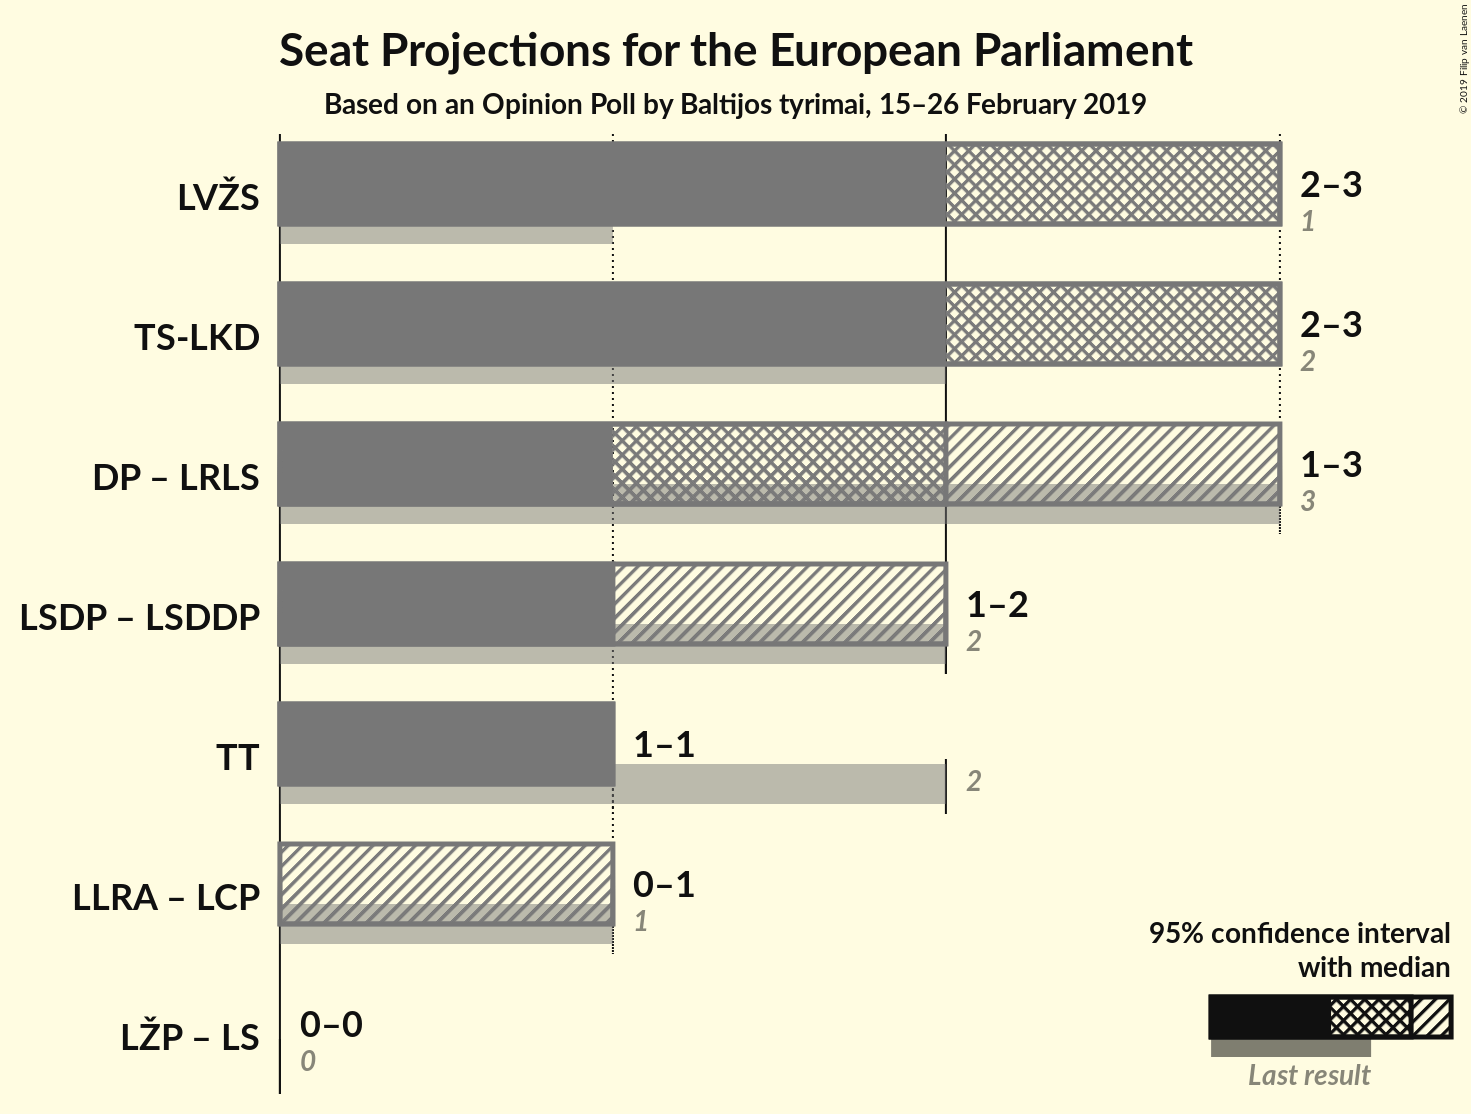 Seat Projections for the European Parliament
Based on an Opinion Poll by Baltijos tyrimai, 15–26 February 2019
© 2019 Filip van Laenen
LVŽS
2–3
1
TS-LKD
2–3
2
DP – LRLS
1–3
3
LSDP – LSDDP
1–2
2
TT
1–1
2
LLRA – LCP
0–1
1
LŽP – LS
0–0
0
95% confidence interval
with median
Last result